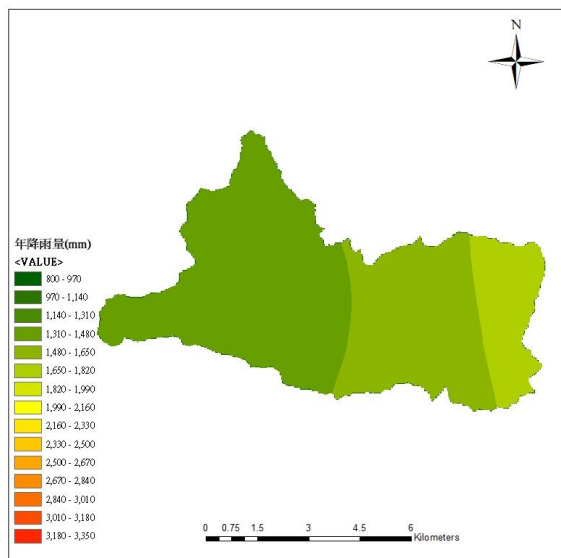 N
年降雨量(mm)
<VALUE>
800 - 970
970 - 1,140
1,140 - 1,310
1,310 - 1,480
1,480 - 1,650
1,650 - 1,820
1,820 - 1,990
1,990 - 2,160
2,160 - 2,330
2,330 - 2,500
2,500 - 2,670
2,670 - 2,840
2,840 - 3,010
3,010 - 3,180
3,180 - 3,350
0 0.75 1.5 3 4.5 6
Kilometers